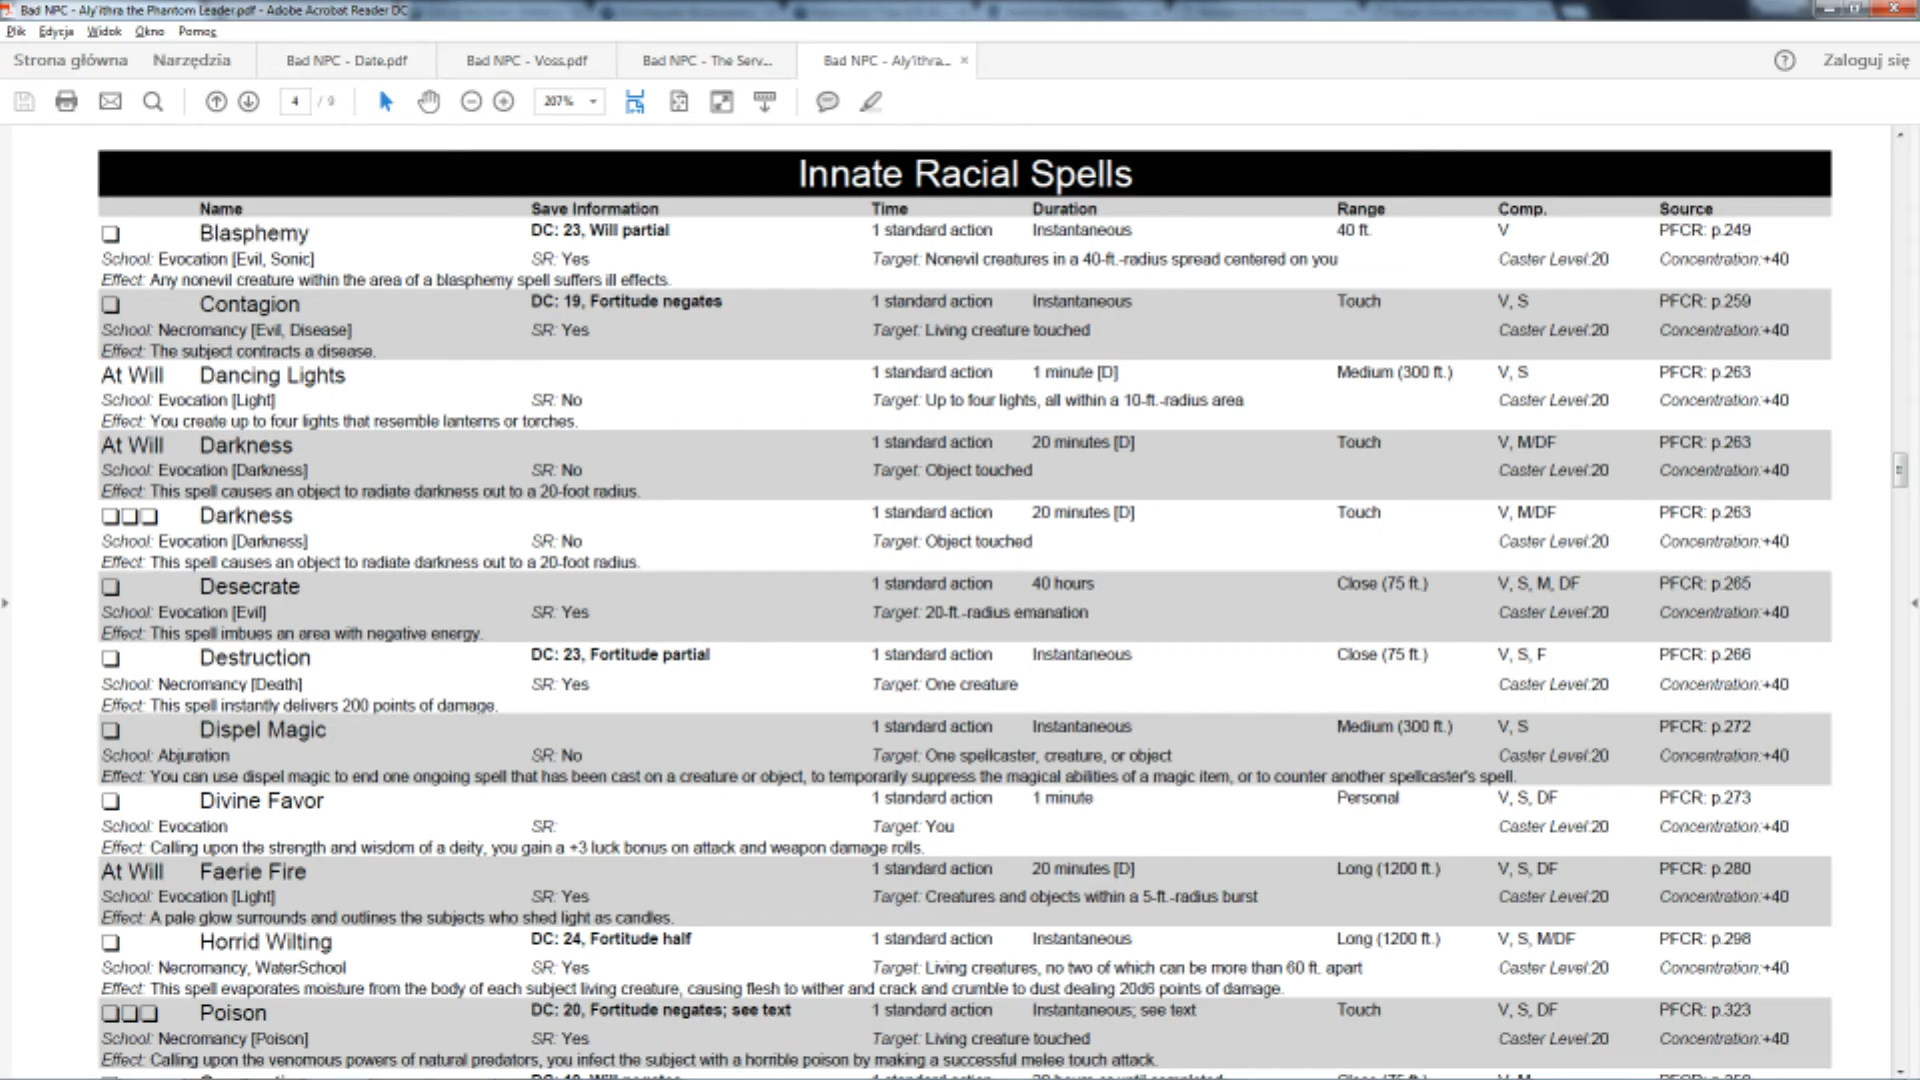 Bad NPC - Aly'ithra the Phantom Leader.pdf - Adobe Acrobat Reader DC
Plik Edycja Widok Okno Pomoc
Strona główna Narzędzia Bad NPC - Date.pdf Bad NPC - Voss.pdf Bad NPC - The Serv... Bad NPC - Aly'ithra... × Zaloguj się
4 / 9 207%
Innate Racial Spells
Name Save Information Time Duration Range Comp. Source
Blasphemy DC: 23, Will partial 1 standard action Instantaneous 40 ft. V PFCR: p.249
School: Evocation [Evil, Sonic] SR: Yes Target: Nonevil creatures in a 40-ft.-radius spread centered on you Caster Level:20 Concentration:+40
Effect: Any nonevil creature within the area of a blasphemy spell suffers ill effects.
Contagion DC: 19, Fortitude negates 1 standard action Instantaneous Touch V, S PFCR: p.259
School: Necromancy [Evil, Disease] SR: Yes Target: Living creature touched Caster Level:20 Concentration:+40
Effect: The subject contracts a disease.
At Will Dancing Lights 1 standard action 1 minute [D] Medium (300 ft.) V, S PFCR: p.263
School: Evocation [Light] SR: No Target: Up to four lights, all within a 10-ft.-radius area Caster Level:20 Concentration:+40
Effect: You create up to four lights that resemble lanterns or torches.
At Will Darkness 1 standard action 20 minutes [D] Touch V, M/DF PFCR: p.263
School: Evocation [Darkness] SR: No Target: Object touched Caster Level:20 Concentration:+40
Effect: This spell causes an object to radiate darkness out to a 20-foot radius.
Darkness 1 standard action 20 minutes [D] Touch V, M/DF PFCR: p.263
School: Evocation [Darkness] SR: No Target: Object touched Caster Level:20 Concentration:+40
Effect: This spell causes an object to radiate darkness out to a 20-foot radius.
Desecrate 1 standard action 40 hours Close (75 ft.) V, S, M, DF PFCR: p.265
School: Evocation [Evil] SR: Yes Target: 20-ft.-radius emanation Caster Level:20 Concentration:+40
Effect: This spell imbues an area with negative energy.
Destruction DC: 23, Fortitude partial 1 standard action Instantaneous Close (75 ft.) V, S, F PFCR: p.266
School: Necromancy [Death] SR: Yes Target: One creature Caster Level:20 Concentration:+40
Effect: This spell instantly delivers 200 points of damage.
Dispel Magic 1 standard action Instantaneous Medium (300 ft.) V, S PFCR: p.272
School: Abjuration SR: No Target: One spellcaster, creature, or object Caster Level:20 Concentration:+40
Effect: You can use dispel magic to end one ongoing spell that has been cast on a creature or object, to temporarily suppress the magical abilities of a magic item, or to counter another spellcaster's spell.
Divine Favor 1 standard action 1 minute Personal V, S, DF PFCR: p.273
School: Evocation SR: Target: You Caster Level:20 Concentration:+40
Effect: Calling upon the strength and wisdom of a deity, you gain a +3 luck bonus on attack and weapon damage rolls.
At Will Faerie Fire 1 standard action 20 minutes [D] Long (1200 ft.) V, S, DF PFCR: p.280
School: Evocation [Light] SR: Yes Target: Creatures and objects within a 5-ft.-radius burst Caster Level:20 Concentration:+40
Effect: A pale glow surrounds and outlines the subjects who shed light as candles.
Horrid Wilting DC: 24, Fortitude half 1 standard action Instantaneous Long (1200 ft.) V, S, M/DF PFCR: p.298
School: Necromancy, WaterSchool SR: Yes Target: Living creatures, no two of which can be more than 60 ft. apart Caster Level:20 Concentration:+40
Effect: This spell evaporates moisture from the body of each subject living creature, causing flesh to wither and crack and crumble to dust dealing 20d6 points of damage.
Poison DC: 20, Fortitude negates; see text 1 standard action Instantaneous; see text Touch V, S, DF PFCR: p.323
School: Necromancy [Poison] SR: Yes Target: Living creature touched Caster Level:20 Concentration:+40
Effect: Calling upon the venomous powers of natural predators, you infect the subject with a horrible poison by making a successful melee touch attack.